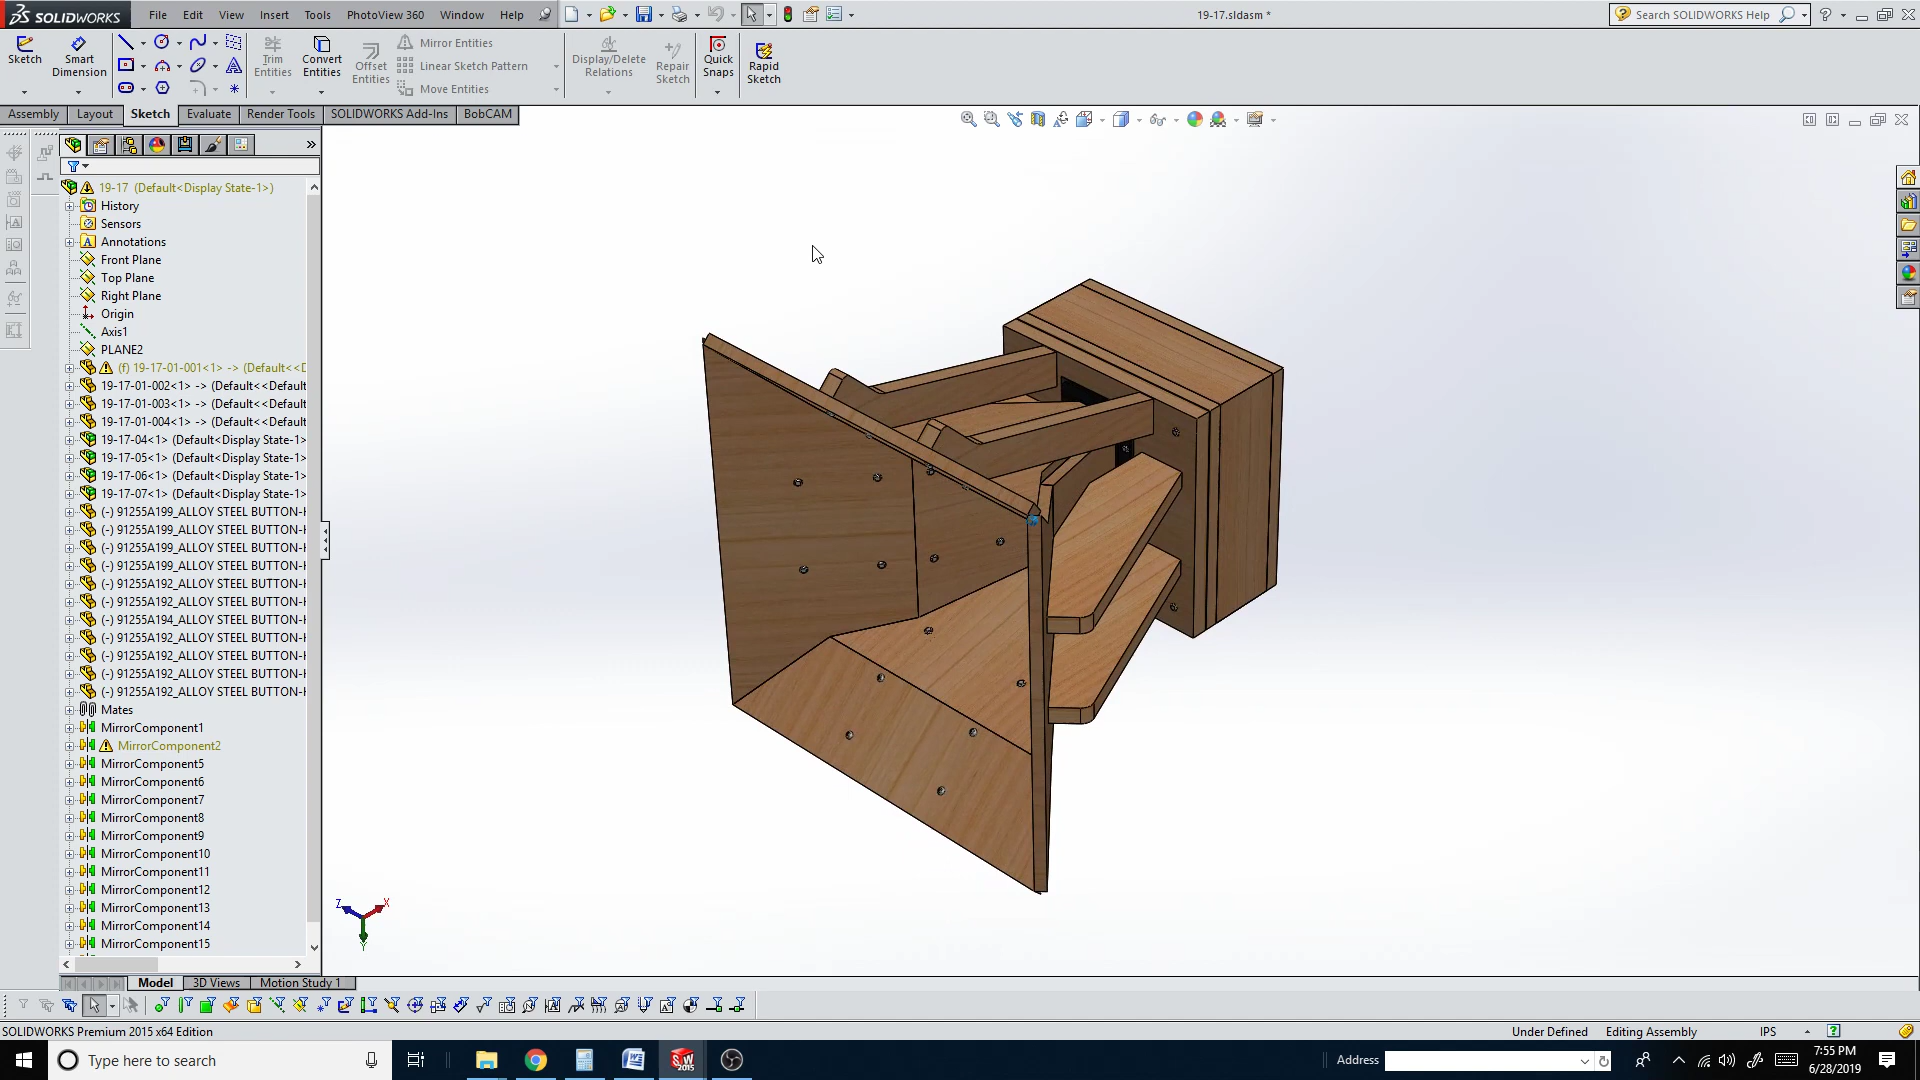 SOLIDWORKS File Edit View Insert Tools PhotoView 360 Window Help
19-17.sldasm *
Search SOLIDWORKS Help
Sketch
Smart Dimension
Trim Entities
Convert Entities
Offset Entities
Mirror Entities
Linear Sketch Pattern
Move Entities
Display/Delete Relations
Repair Sketch
Quick Snaps
Rapid Sketch
Assembly Layout Sketch Evaluate Render Tools SOLIDWORKS Add-Ins BobCAM
19-17 (Default<Display State-1>)
History
Sensors
Annotations
Front Plane
Top Plane
Right Plane
Origin
Axis1
PLANE2
(f) 19-17-01-001<1> -> (Default<<D
19-17-01-002<1> -> (Default<<Default
19-17-01-003<1> -> (Default<<Default
19-17-01-004<1> -> (Default<<Default
19-17-04<1> (Default<Display State-1>
19-17-05<1> (Default<Display State-1>
19-17-06<1> (Default<Display State-1>
19-17-07<1> (Default<Display State-1>
(-) 91255A199_ALLOY STEEL BUTTON-H
(-) 91255A199_ALLOY STEEL BUTTON-H
(-) 91255A199_ALLOY STEEL BUTTON-H
(-) 91255A199_ALLOY STEEL BUTTON-H
(-) 91255A192_ALLOY STEEL BUTTON-H
(-) 91255A192_ALLOY STEEL BUTTON-H
(-) 91255A194_ALLOY STEEL BUTTON-H
(-) 91255A192_ALLOY STEEL BUTTON-H
(-) 91255A192_ALLOY STEEL BUTTON-H
(-) 91255A192_ALLOY STEEL BUTTON-H
(-) 91255A192_ALLOY STEEL BUTTON-H
Mates
MirrorComponent1
MirrorComponent2
MirrorComponent5
MirrorComponent6
MirrorComponent7
MirrorComponent8
MirrorComponent9
MirrorComponent10
MirrorComponent11
MirrorComponent12
MirrorComponent13
MirrorComponent14
MirrorComponent15
Z X
Y
Model 3D Views Motion Study 1
SOLIDWORKS Premium 2015 x64 Edition
Under Defined Editing Assembly IPS
Type here to search
SW 2015
Address
7:55 PM
6/28/2019